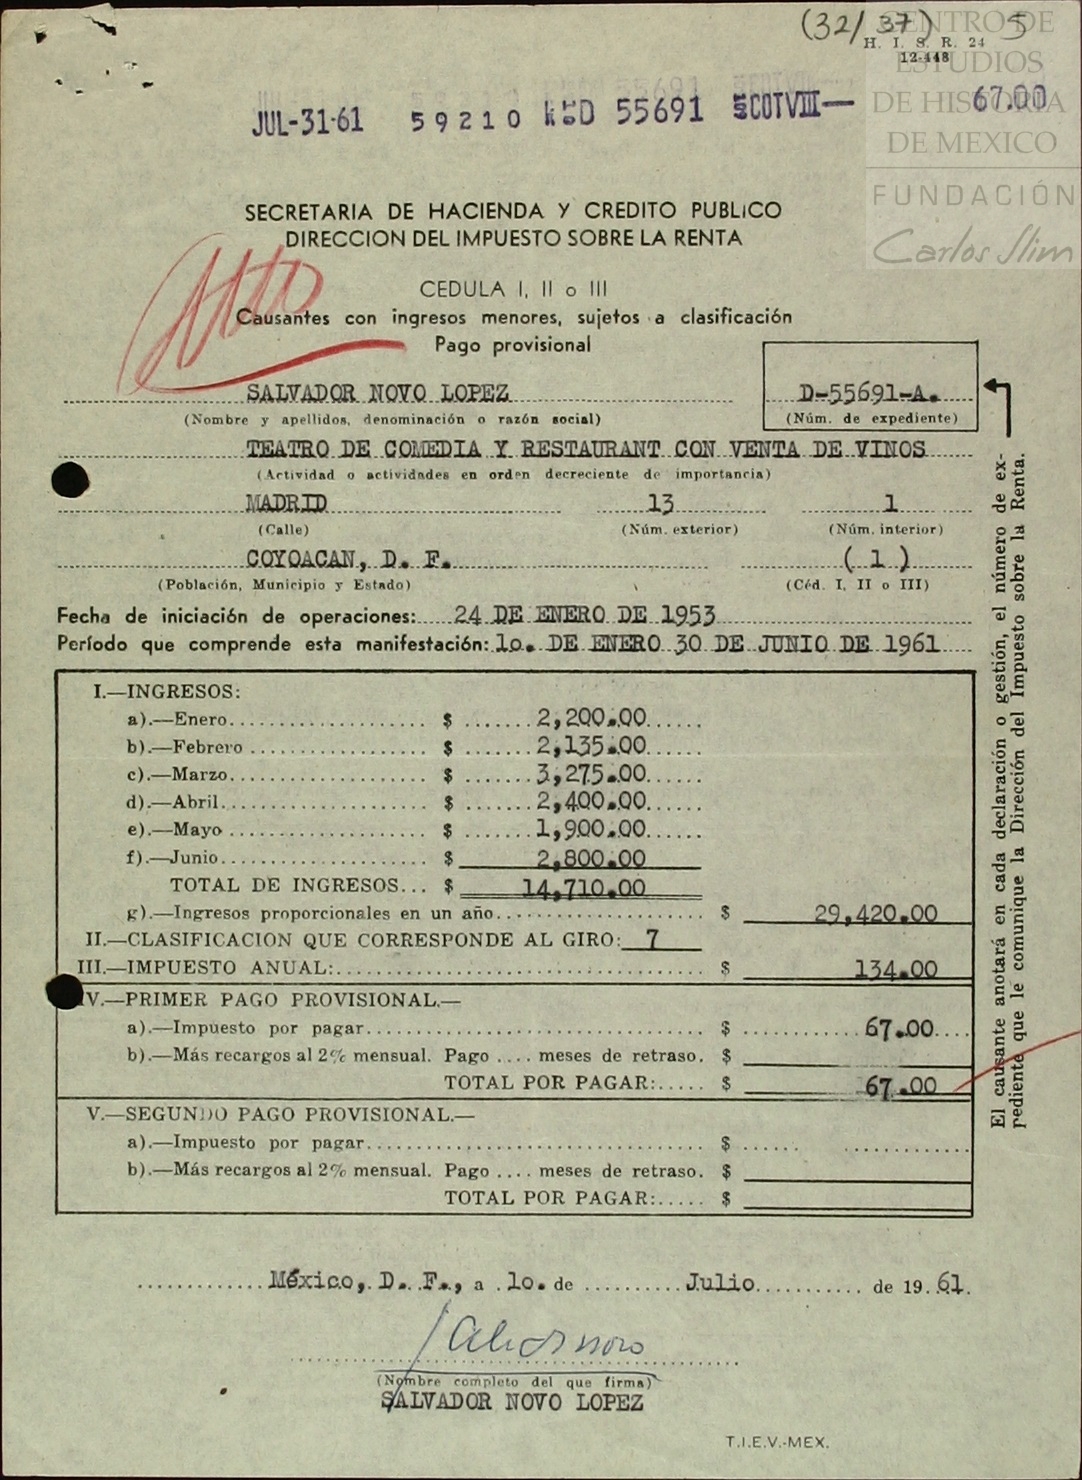 (32/37) 5
H. I. S. R. 24
12-448
CENTRO DE
ESTUDIOS
DE HISTORIA
DE MEXICO
FUNDACIÓN
Carlos Slim
JUL-31-61 59210 55691 67.00
SECRETARIA DE HACIENDA Y CREDITO PUBLICO
DIRECCION DEL IMPUESTO SOBRE LA RENTA
CEDULA I, II o III
Causantes con ingresos menores, sujetos a clasificación
Pago provisional
SALVADOR NOVO LOPEZ D-55691-A.
(Nombre y apellidos, denominación o razón social) (Núm. de expediente)
TEATRO DE COMEDIA Y RESTAURANT CON VENTA DE VINOS
(Actividad o actividades en orden decreciente de importancia)
MADRID 13 1
(Calle) (Núm. exterior) (Núm. interior)
COYOACAN, D. F. (1)
(Población, Municipio y Estado) (Céd. I, II o III)
Fecha de iniciación de operaciones: 24 DE ENERO DE 1953
Período que comprende esta manifestación: 1o. DE ENERO 30 DE JUNIO DE 1961
I.—INGRESOS:
a).—Enero $ 2,200.00
b).—Febrero $ 2,135.00
c).—Marzo $ 3,275.00
d).—Abril $ 2,400.00
e).—Mayo $ 1,900.00
f).—Junio $ 2,800.00
TOTAL DE INGRESOS... $ 14,710.00
g).—Ingresos proporcionales en un año $ 29,420.00
II.—CLASIFICACION QUE CORRESPONDE AL GIRO: 7
III.—IMPUESTO ANUAL: $ 134.00
IV.—PRIMER PAGO PROVISIONAL.—
a).—Impuesto por pagar $ 67.00
b).—Más recargos al 2% mensual. Pago .... meses de retraso. $
TOTAL POR PAGAR: $ 67.00
V.—SEGUNDO PAGO PROVISIONAL.—
a).—Impuesto por pagar $
b).—Más recargos al 2% mensual. Pago .... meses de retraso. $
TOTAL POR PAGAR: $
El causante anotará en cada declaración o gestión, el número de ex-
pediente que le comunique la Dirección del Impuesto sobre la Renta.
México, D. F., a 1o. de Julio de 1961.
(Nombre completo del que firma)
SALVADOR NOVO LOPEZ
T.I.E.V.-MEX.